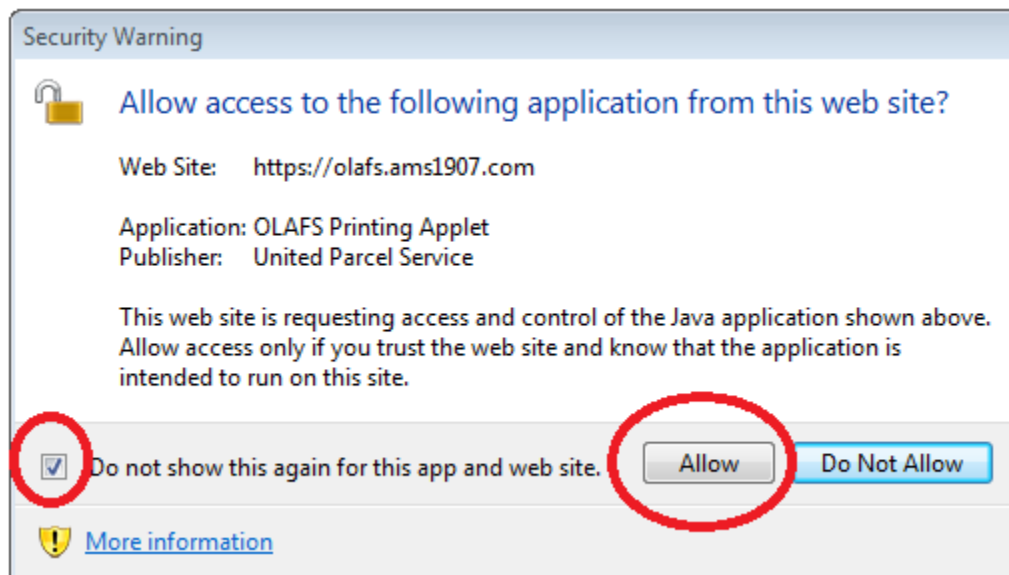 Security Warning
Allow access to the following application from this web site?
Web Site: https://olafs.ams1907.com
Application: OLAFS Printing Applet
Publisher: United Parcel Service
This web site is requesting access and control of the Java application shown above.
Allow access only if you trust the web site and know that the application is
intended to run on this site.
Do not show this again for this app and web site. Allow Do Not Allow
More information